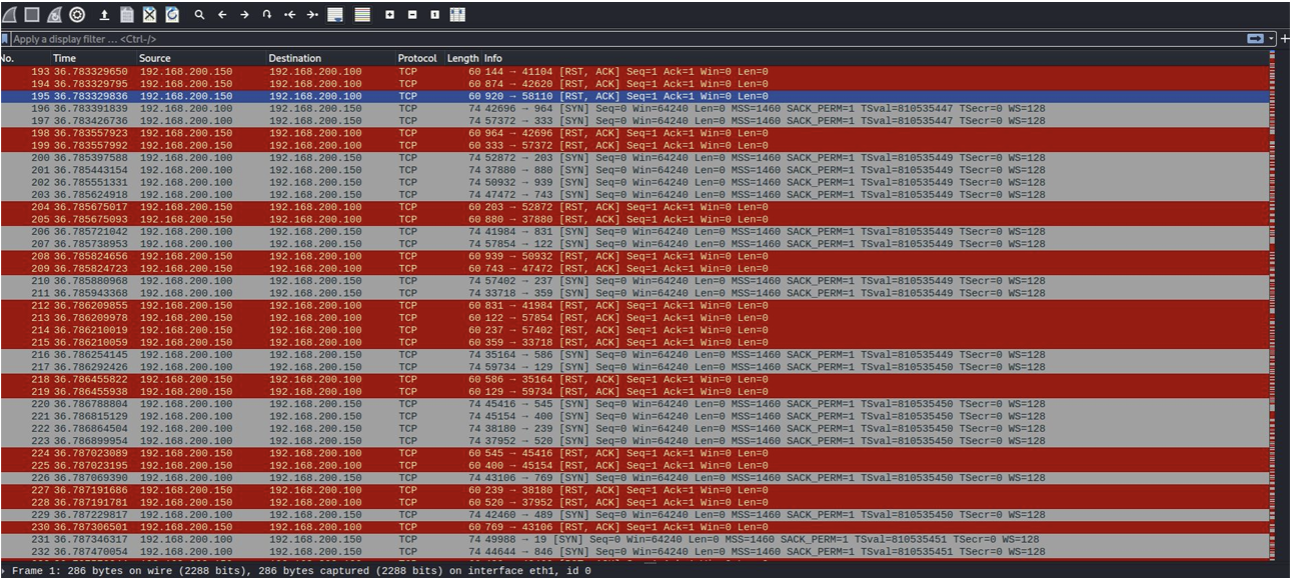 Apply a display filter ... <Ctrl-/>
No. Time Source Destination Protocol Length Info
193 36.783329650 192.168.200.150 192.168.200.100 TCP 60 144 → 41104 [RST, ACK] Seq=1 Ack=1 Win=0 Len=0
194 36.783329795 192.168.200.150 192.168.200.100 TCP 60 874 → 42620 [RST, ACK] Seq=1 Ack=1 Win=0 Len=0
195 36.783329836 192.168.200.150 192.168.200.100 TCP 60 920 → 58110 [RST, ACK] Seq=1 Ack=1 Win=0 Len=0
196 36.783391839 192.168.200.100 192.168.200.150 TCP 74 42696 → 964 [SYN] Seq=0 Win=64240 Len=0 MSS=1460 SACK_PERM=1 TSval=810535447 TSecr=0 WS=128
197 36.783426736 192.168.200.100 192.168.200.150 TCP 74 57372 → 333 [SYN] Seq=0 Win=64240 Len=0 MSS=1460 SACK_PERM=1 TSval=810535447 TSecr=0 WS=128
198 36.783557923 192.168.200.150 192.168.200.100 TCP 60 964 → 42696 [RST, ACK] Seq=1 Ack=1 Win=0 Len=0
199 36.783557992 192.168.200.150 192.168.200.100 TCP 60 333 → 57372 [RST, ACK] Seq=1 Ack=1 Win=0 Len=0
200 36.785397588 192.168.200.100 192.168.200.150 TCP 74 52872 → 203 [SYN] Seq=0 Win=64240 Len=0 MSS=1460 SACK_PERM=1 TSval=810535449 TSecr=0 WS=128
201 36.785443154 192.168.200.100 192.168.200.150 TCP 74 37880 → 880 [SYN] Seq=0 Win=64240 Len=0 MSS=1460 SACK_PERM=1 TSval=810535449 TSecr=0 WS=128
202 36.785551331 192.168.200.100 192.168.200.150 TCP 74 50932 → 939 [SYN] Seq=0 Win=64240 Len=0 MSS=1460 SACK_PERM=1 TSval=810535449 TSecr=0 WS=128
203 36.785624918 192.168.200.100 192.168.200.150 TCP 74 47472 → 743 [SYN] Seq=0 Win=64240 Len=0 MSS=1460 SACK_PERM=1 TSval=810535449 TSecr=0 WS=128
204 36.785675017 192.168.200.150 192.168.200.100 TCP 60 203 → 52872 [RST, ACK] Seq=1 Ack=1 Win=0 Len=0
205 36.785675093 192.168.200.150 192.168.200.100 TCP 60 880 → 37880 [RST, ACK] Seq=1 Ack=1 Win=0 Len=0
206 36.785721042 192.168.200.100 192.168.200.150 TCP 74 41984 → 831 [SYN] Seq=0 Win=64240 Len=0 MSS=1460 SACK_PERM=1 TSval=810535449 TSecr=0 WS=128
207 36.785738953 192.168.200.100 192.168.200.150 TCP 74 57854 → 122 [SYN] Seq=0 Win=64240 Len=0 MSS=1460 SACK_PERM=1 TSval=810535449 TSecr=0 WS=128
208 36.785824656 192.168.200.150 192.168.200.100 TCP 60 939 → 50932 [RST, ACK] Seq=1 Ack=1 Win=0 Len=0
209 36.785824723 192.168.200.150 192.168.200.100 TCP 60 743 → 47472 [RST, ACK] Seq=1 Ack=1 Win=0 Len=0
210 36.785880968 192.168.200.100 192.168.200.150 TCP 74 57402 → 237 [SYN] Seq=0 Win=64240 Len=0 MSS=1460 SACK_PERM=1 TSval=810535449 TSecr=0 WS=128
211 36.785943368 192.168.200.100 192.168.200.150 TCP 74 33718 → 359 [SYN] Seq=0 Win=64240 Len=0 MSS=1460 SACK_PERM=1 TSval=810535449 TSecr=0 WS=128
212 36.786209855 192.168.200.150 192.168.200.100 TCP 60 831 → 41984 [RST, ACK] Seq=1 Ack=1 Win=0 Len=0
213 36.786209978 192.168.200.150 192.168.200.100 TCP 60 122 → 57854 [RST, ACK] Seq=1 Ack=1 Win=0 Len=0
214 36.786210019 192.168.200.150 192.168.200.100 TCP 60 237 → 57402 [RST, ACK] Seq=1 Ack=1 Win=0 Len=0
215 36.786210059 192.168.200.150 192.168.200.100 TCP 60 359 → 33718 [RST, ACK] Seq=1 Ack=1 Win=0 Len=0
216 36.786254145 192.168.200.100 192.168.200.150 TCP 74 35164 → 586 [SYN] Seq=0 Win=64240 Len=0 MSS=1460 SACK_PERM=1 TSval=810535449 TSecr=0 WS=128
217 36.786292426 192.168.200.100 192.168.200.150 TCP 74 59734 → 129 [SYN] Seq=0 Win=64240 Len=0 MSS=1460 SACK_PERM=1 TSval=810535449 TSecr=0 WS=128
218 36.786455822 192.168.200.150 192.168.200.100 TCP 60 586 → 35164 [RST, ACK] Seq=1 Ack=1 Win=0 Len=0
219 36.786455938 192.168.200.150 192.168.200.100 TCP 60 129 → 59734 [RST, ACK] Seq=1 Ack=1 Win=0 Len=0
220 36.786788804 192.168.200.100 192.168.200.150 TCP 74 45416 → 545 [SYN] Seq=0 Win=64240 Len=0 MSS=1460 SACK_PERM=1 TSval=810535450 TSecr=0 WS=128
221 36.786815129 192.168.200.100 192.168.200.150 TCP 74 45154 → 400 [SYN] Seq=0 Win=64240 Len=0 MSS=1460 SACK_PERM=1 TSval=810535450 TSecr=0 WS=128
222 36.786864504 192.168.200.100 192.168.200.150 TCP 74 38180 → 239 [SYN] Seq=0 Win=64240 Len=0 MSS=1460 SACK_PERM=1 TSval=810535450 TSecr=0 WS=128
223 36.786899954 192.168.200.100 192.168.200.150 TCP 74 37952 → 520 [SYN] Seq=0 Win=64240 Len=0 MSS=1460 SACK_PERM=1 TSval=810535450 TSecr=0 WS=128
224 36.787023089 192.168.200.150 192.168.200.100 TCP 60 545 → 45416 [RST, ACK] Seq=1 Ack=1 Win=0 Len=0
225 36.787023195 192.168.200.150 192.168.200.100 TCP 60 400 → 45154 [RST, ACK] Seq=1 Ack=1 Win=0 Len=0
226 36.787069390 192.168.200.100 192.168.200.150 TCP 74 43106 → 769 [SYN] Seq=0 Win=64240 Len=0 MSS=1460 SACK_PERM=1 TSval=810535450 TSecr=0 WS=128
227 36.787191686 192.168.200.150 192.168.200.100 TCP 60 239 → 38180 [RST, ACK] Seq=1 Ack=1 Win=0 Len=0
228 36.787191781 192.168.200.150 192.168.200.100 TCP 60 520 → 37952 [RST, ACK] Seq=1 Ack=1 Win=0 Len=0
229 36.787229817 192.168.200.100 192.168.200.150 TCP 74 42460 → 489 [SYN] Seq=0 Win=64240 Len=0 MSS=1460 SACK_PERM=1 TSval=810535450 TSecr=0 WS=128
230 36.787306501 192.168.200.150 192.168.200.100 TCP 60 769 → 43106 [RST, ACK] Seq=1 Ack=1 Win=0 Len=0
231 36.787346317 192.168.200.100 192.168.200.150 TCP 74 49988 → 19 [SYN] Seq=0 Win=64240 Len=0 MSS=1460 SACK_PERM=1 TSval=810535451 TSecr=0 WS=128
232 36.787470054 192.168.200.100 192.168.200.150 TCP 74 44644 → 846 [SYN] Seq=0 Win=64240 Len=0 MSS=1460 SACK_PERM=1 TSval=810535451 TSecr=0 WS=128
Frame 1: 286 bytes on wire (2288 bits), 286 bytes captured (2288 bits) on interface eth1, id 0